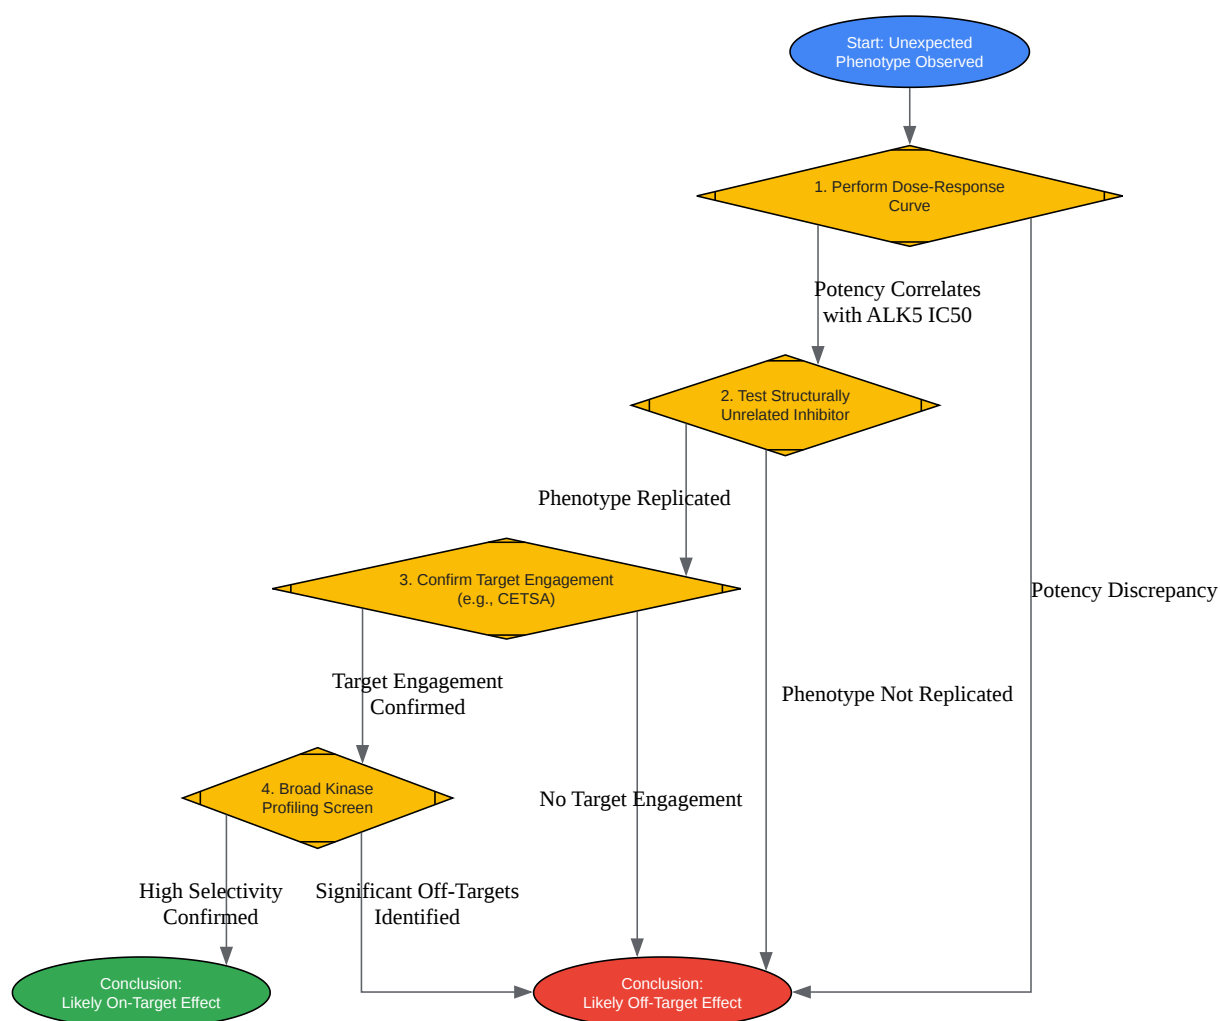 Start: Unexpected
Phenotype Observed
1. Perform Dose-Response
Curve
Potency Correlates
with ALK5 IC50
2. Test Structurally
Unrelated Inhibitor
Phenotype Replicated
3. Confirm Target Engagement
(e.g., CETSA)
Potency Discrepancy
Target Engagement
Confirmed
Phenotype Not Replicated
4. Broad Kinase
Profiling Screen
No Target Engagement
High Selectivity
Confirmed
Significant Off-Targets
Identified
Conclusion:
Likely On-Target Effect
Conclusion:
Likely Off-Target Effect